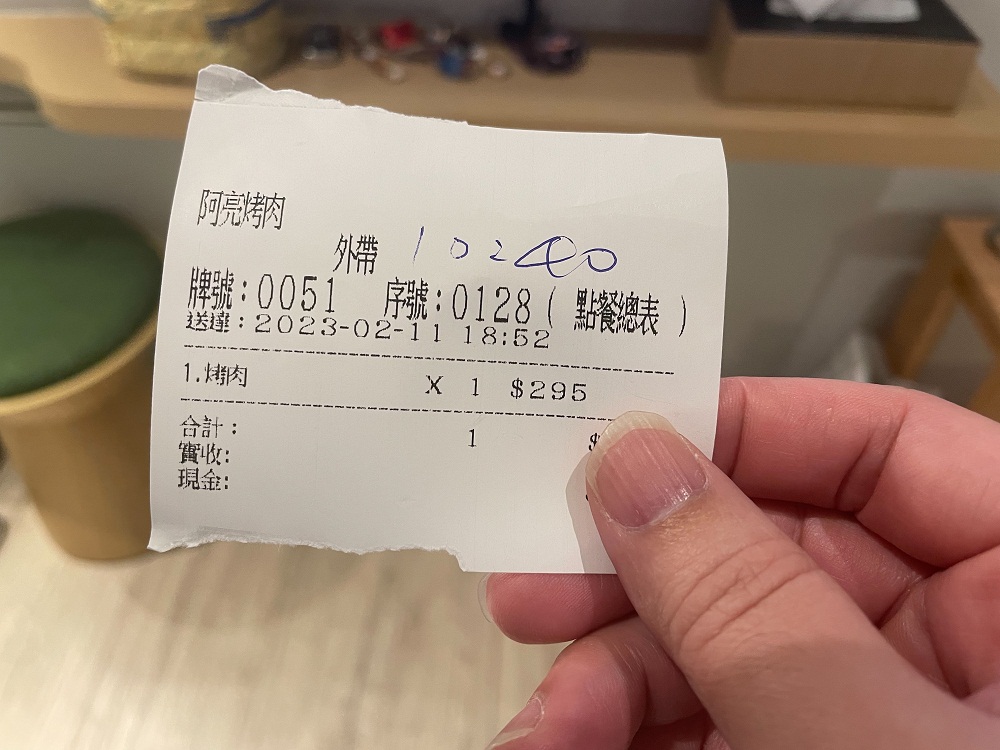 阿亮烤肉
外帶 10240
牌號：0051 序號：0128（點餐總表）
送達：2023-02-11 18:52
1.烤肉 X 1 $295
合計： 1 $
實收:
現金: